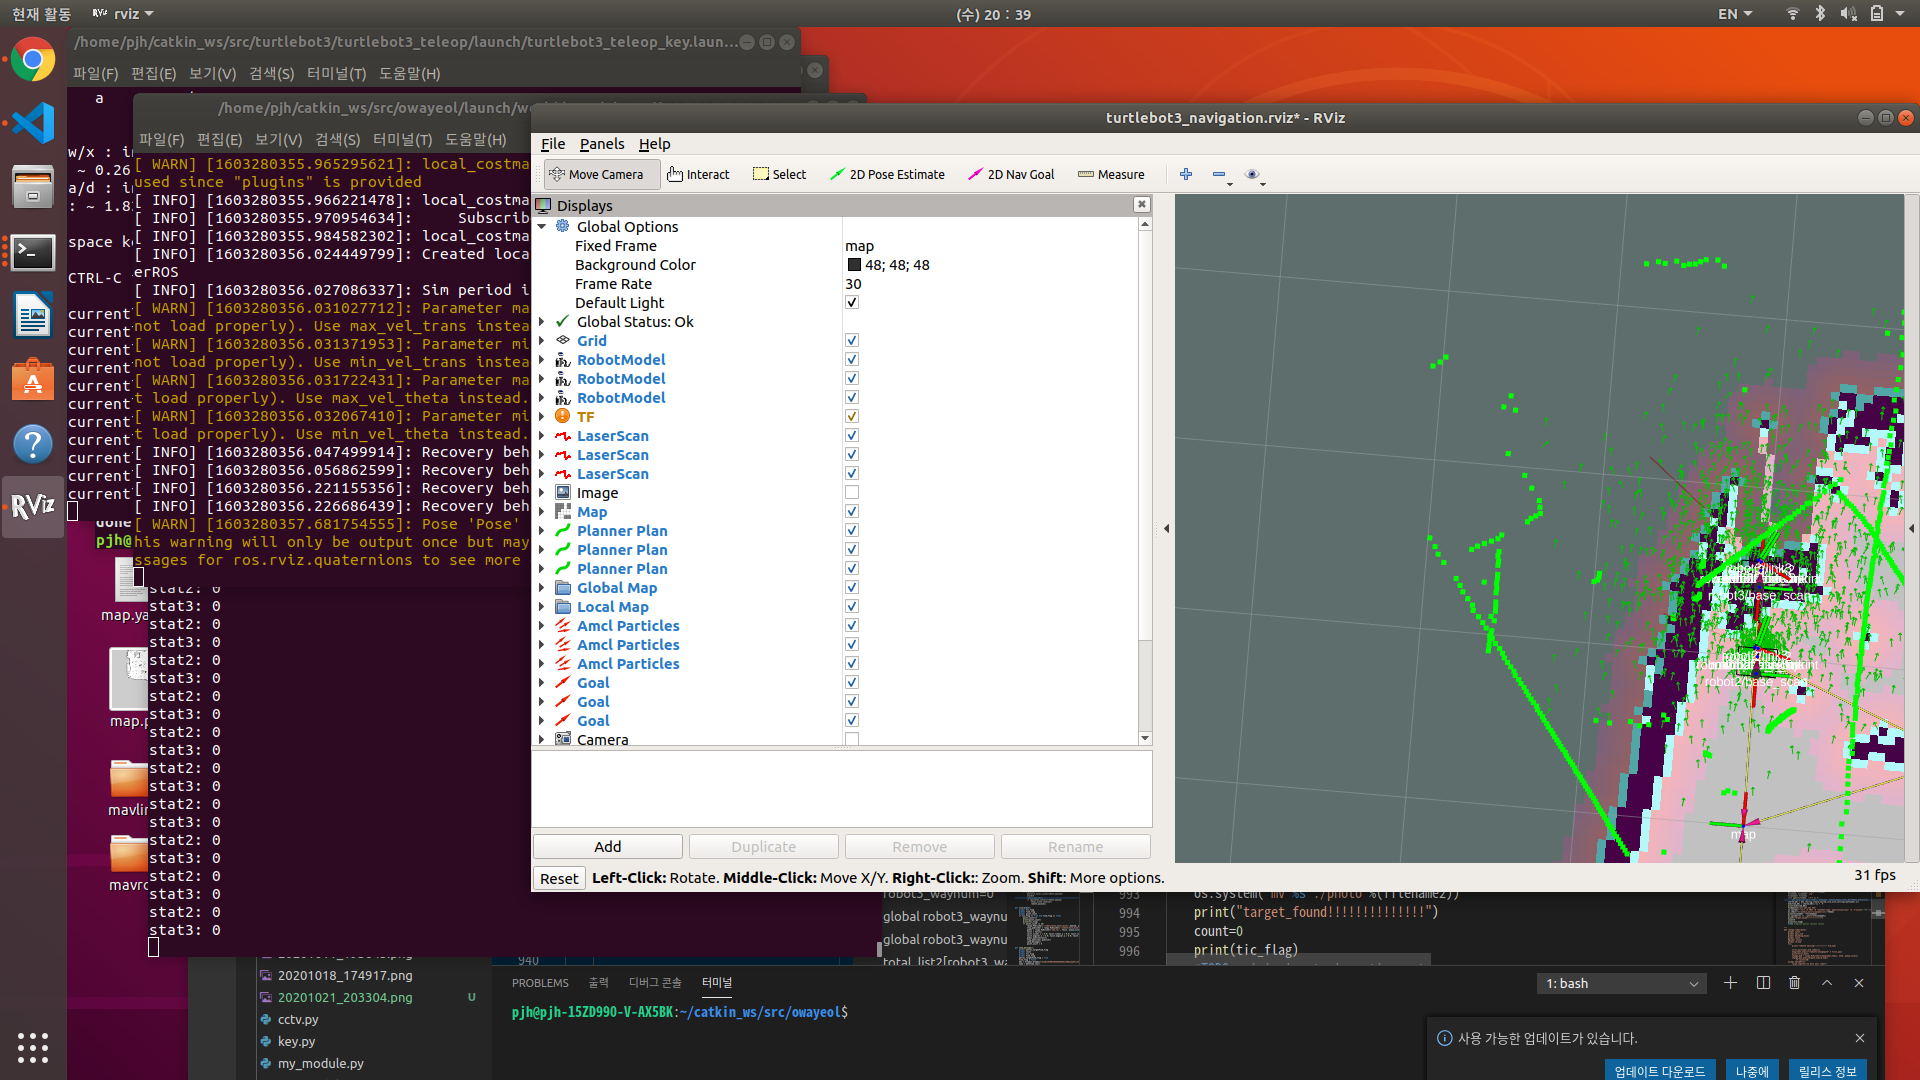 현재 활동
rviz
(수) 20 : 39
EN
/home/pjh/catkin_ws/src/turtlebot3/turtlebot3_teleop/launch/turtlebot3_teleop_key.laun...
파일(F) 편집(E) 보기(V) 검색(S) 터미널(T) 도움말(H)
a
w/x : in
~ 0.26
a/d : in
: ~ 1.8
space ke
CTRL-C
current
current
current
current
current
current
current
current
current
current
current
done
pjh@
/home/pjh/catkin_ws/src/owayeol/launch/
파일(F) 편집(E) 보기(V) 검색(S) 터미널(T) 도움말(H)
[ WARN] [1603280355.965295621]: local_costma
used since "plugins" is provided
[ INFO] [1603280355.966221478]: local_costma
[ INFO] [1603280355.970954634]: Subscrib
[ INFO] [1603280355.984582302]: local_costma
[ INFO] [1603280356.024449799]: Created loca
erROS
[ INFO] [1603280356.027086337]: Sim period i
[ WARN] [1603280356.031027712]: Parameter ma
not load properly). Use max_vel_trans instea
[ WARN] [1603280356.031371953]: Parameter mi
not load properly). Use min_vel_trans instea
[ WARN] [1603280356.031722431]: Parameter ma
t load properly). Use max_vel_theta instead.
[ WARN] [1603280356.032067410]: Parameter mi
t load properly). Use min_vel_theta instead.
[ INFO] [1603280356.047499914]: Recovery beh
[ INFO] [1603280356.056862599]: Recovery beh
[ INFO] [1603280356.221155356]: Recovery beh
[ INFO] [1603280356.226686439]: Recovery beh
[ WARN] [1603280357.681754555]: Pose 'Pose'
his warning will only be output once but may
ssages for ros.rviz.quaternions to see more
stat2: 0
stat3: 0
stat2: 0
stat3: 0
stat2: 0
stat3: 0
stat2: 0
stat3: 0
stat2: 0
stat3: 0
stat2: 0
stat3: 0
stat2: 0
stat3: 0
stat2: 0
stat3: 0
stat2: 0
stat3: 0
stat2: 0
stat3: 0
map.ya
map.p
mavlin
mavro
RViz
turtlebot3_navigation.rviz* - RViz
File Panels Help
Move Camera Interact Select 2D Pose Estimate 2D Nav Goal Measure
Displays
Global Options
Fixed Frame map
Background Color 48; 48; 48
Frame Rate 30
Default Light
Global Status: Ok
Grid
RobotModel
RobotModel
RobotModel
TF
LaserScan
LaserScan
LaserScan
Image
Map
Planner Plan
Planner Plan
Planner Plan
Global Map
Local Map
Amcl Particles
Amcl Particles
Amcl Particles
Goal
Goal
Goal
Camera
Add Duplicate Remove Rename
Reset Left-Click: Rotate. Middle-Click: Move X/Y. Right-Click:: Zoom. Shift: More options.
31 fps
robot3/base_scan
robot2/base_scan
map
robot3_waynum=0
global robot3_waynu
global robot3_waynu
total_list2[robot3_wa
940
993 os.system("mv %s ./photo"%(filename2))
994 print("target_found!!!!!!!!!!!!!!")
995 count=0
996 print(tic_flag)
20201018_174917.png
20201021_203304.png U
cctv.py
key.py
my_module.py
PROBLEMS 출력 디버그 콘솔 터미널
1: bash
pjh@pjh-15ZD990-V-AX5BK:~/catkin_ws/src/owayeol$
사용 가능한 업데이트가 있습니다.
업데이트 다운로드 나중에 릴리스 정보